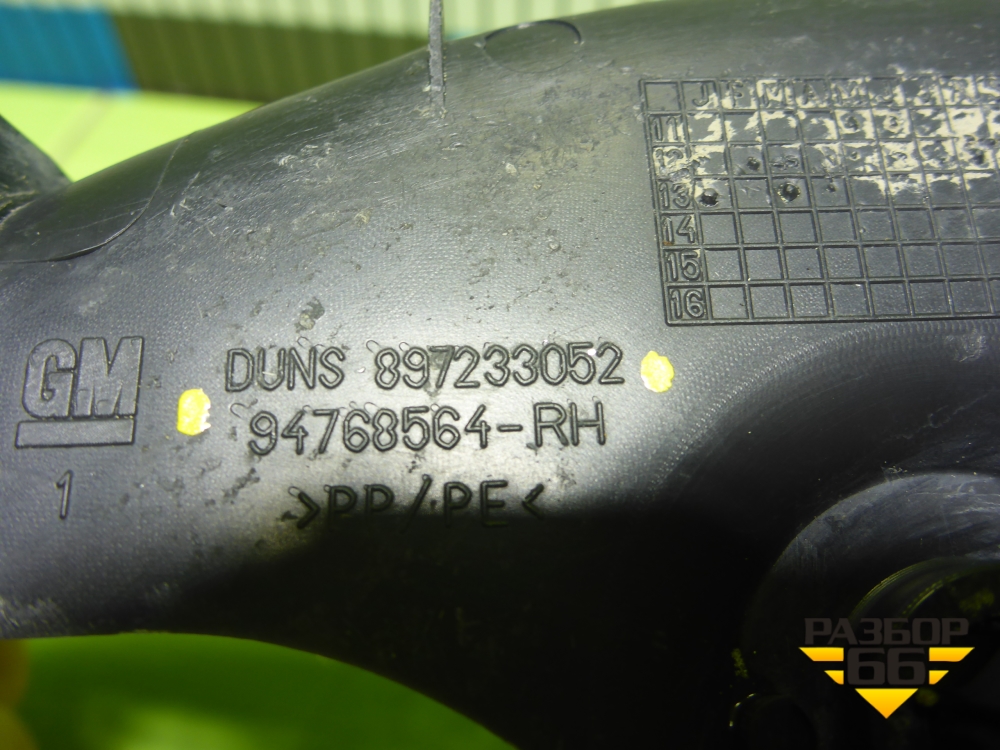 J F M A M J J A S
11
12
13
14
15
16
GM
DUNS 897233052
94768564-RH
1
>PP/PE<
РАЗБОР
66